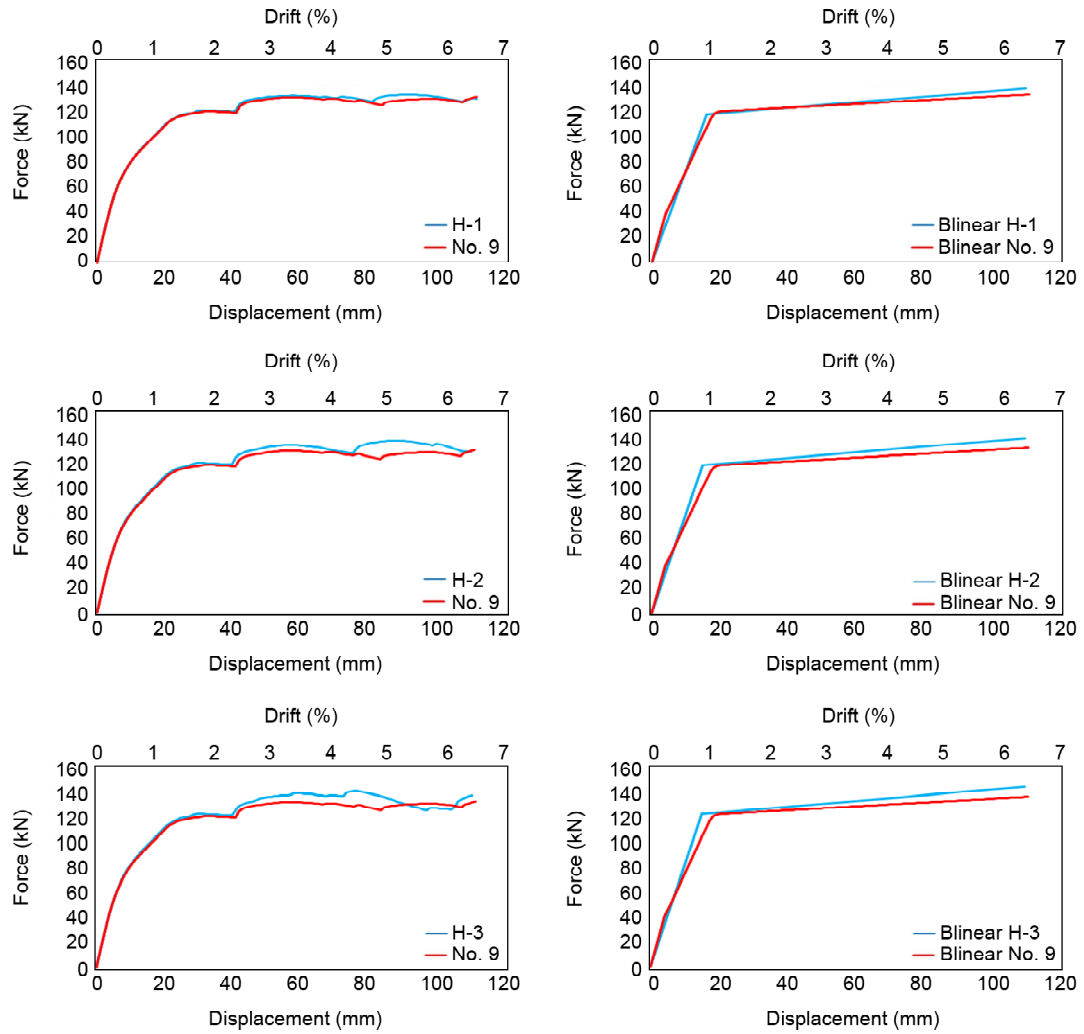 Drift (%)
0 1 2 3 4 5 6 7
160
140
120
100
80
60
40
20
0
Force (kN)
H-1
No. 9
0 20 40 60 80 100 120
Displacement (mm)
Drift (%)
0 1 2 3 4 5 6 7
160
140
120
100
80
60
40
20
0
Force (kN)
Blinear H-1
Blinear No. 9
0 20 40 60 80 100 120
Displacement (mm)
Drift (%)
0 1 2 3 4 5 6 7
160
140
120
100
80
60
40
20
0
Force (kN)
H-2
No. 9
0 20 40 60 80 100 120
Displacement (mm)
Drift (%)
0 1 2 3 4 5 6 7
160
140
120
100
80
60
40
20
0
Force (kN)
Blinear H-2
Blinear No. 9
0 20 40 60 80 100 120
Displacement (mm)
Drift (%)
0 1 2 3 4 5 6 7
160
140
120
100
80
60
40
20
0
Force (kN)
H-3
No. 9
0 20 40 60 80 100 120
Displacement (mm)
Drift (%)
0 1 2 3 4 5 6 7
160
140
120
100
80
60
40
20
0
Force (kN)
Blinear H-3
Blinear No. 9
0 20 40 60 80 100 120
Displacement (mm)